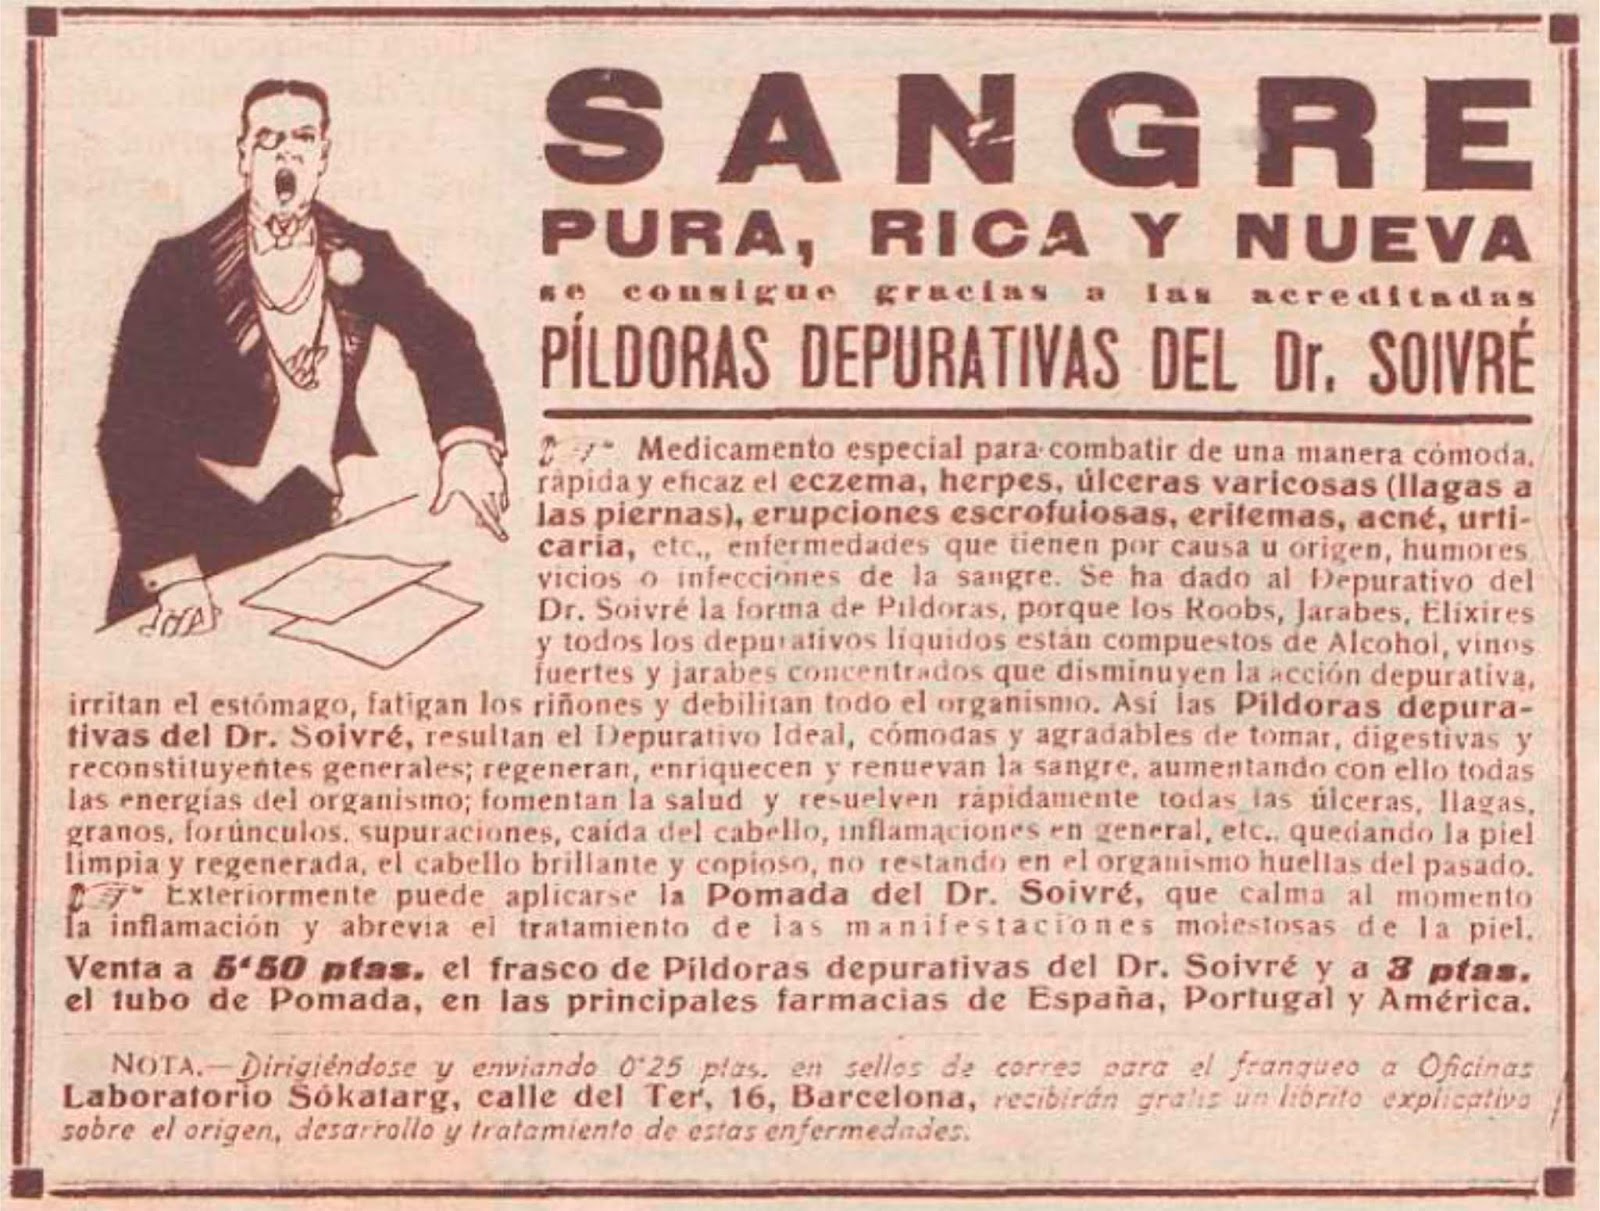 SANGRE
PURA, RICA Y NUEVA
se consigue gracias a las acreditadas
PÍLDORAS DEPURATIVAS DEL Dr. SOIVRÉ
Medicamento especial para combatir de una manera cómoda,
rápida y eficaz el eczema, herpes, úlceras varicosas (llagas a
las piernas), erupciones escrofulosas, eritemas, acné, urti-
caria, etc., enfermedades que tienen por causa u origen, humores
vicios o infecciones de la sangre. Se ha dado al Depurativo del
Dr. Soivré la forma de Píldoras, porque los Roobs, Jarabes, Elixires
y todos los depurativos líquidos están compuestos de Alcohol, vinos
fuertes y jarabes concentrados que disminuyen la acción depurativa,
irritan el estómago, fatigan los riñones y debilitan todo el organismo. Así las Píldoras depura-
tivas del Dr. Soivré, resultan el Depurativo Ideal, cómodas y agradables de tomar, digestivas y
reconstituyentes generales; regeneran, enriquecen y renuevan la sangre, aumentando con ello todas
las energías del organismo; fomentan la salud y resuelven rápidamente todas las úlceras, llagas,
granos, forúnculos, supuraciones, caída del cabello, inflamaciones en general, etc., quedando la piel
limpia y regenerada, el cabello brillante y copioso, no restando en el organismo huellas del pasado.
Exteriormente puede aplicarse la Pomada del Dr. Soivré, que calma al momento
la inflamación y abrevia el tratamiento de las manifestaciones molestosas de la piel.
Venta a 5'50 ptas. el frasco de Píldoras depurativas del Dr. Soivré y a 3 ptas.
el tubo de Pomada, en las principales farmacias de España, Portugal y América.
NOTA.—Dirigiéndose y enviando 0'25 ptas. en sellos de correo para el franqueo a Oficinas
Laboratorio Sókatarg, calle del Ter, 16, Barcelona, recibirán gratis un librito explicativo
sobre el origen, desarrollo y tratamiento de estas enfermedades.